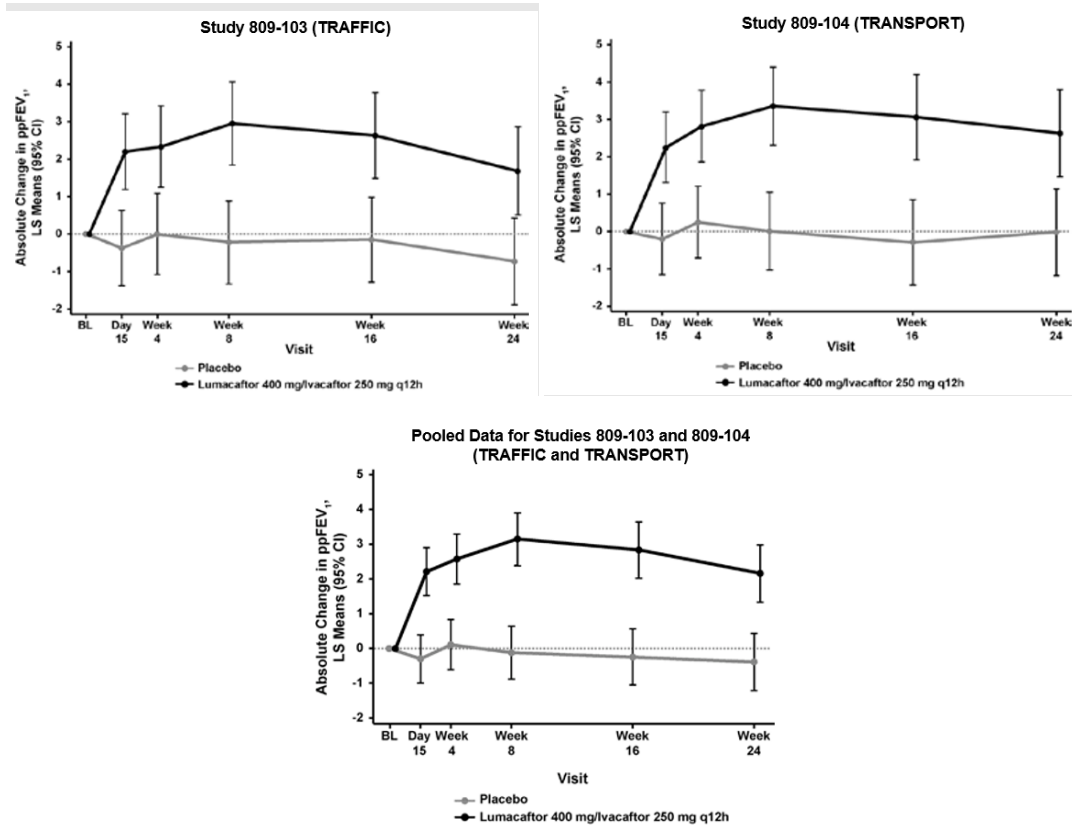 Study 809-103 (TRAFFIC)
Absolute Change in ppFEV1,
LS Means (95% CI)
5
4
3
2
1
0
-1
-2
BL Day Week Week Week Week
15 4 8 16 24
Visit
Placebo
Lumacaftor 400 mg/Ivacaftor 250 mg q12h
Study 809-104 (TRANSPORT)
Absolute Change in ppFEV1,
LS Means (95% CI)
5
4
3
2
1
0
-1
-2
BL Day Week Week Week Week
15 4 8 16 24
Visit
Placebo
Lumacaftor 400 mg/Ivacaftor 250 mg q12h
Pooled Data for Studies 809-103 and 809-104
(TRAFFIC and TRANSPORT)
Absolute Change in ppFEV1,
LS Means (95% CI)
5
4
3
2
1
0
-1
-2
BL Day Week Week Week Week
15 4 8 16 24
Visit
Placebo
Lumacaftor 400 mg/Ivacaftor 250 mg q12h